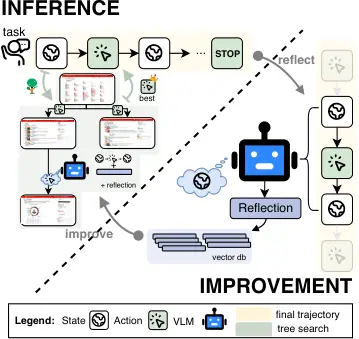 INFERENCE
task
...
STOP
reflect
best
+ reflection
Reflection
improve
vector db
IMPROVEMENT
Legend: State Action VLM final trajectory
tree search